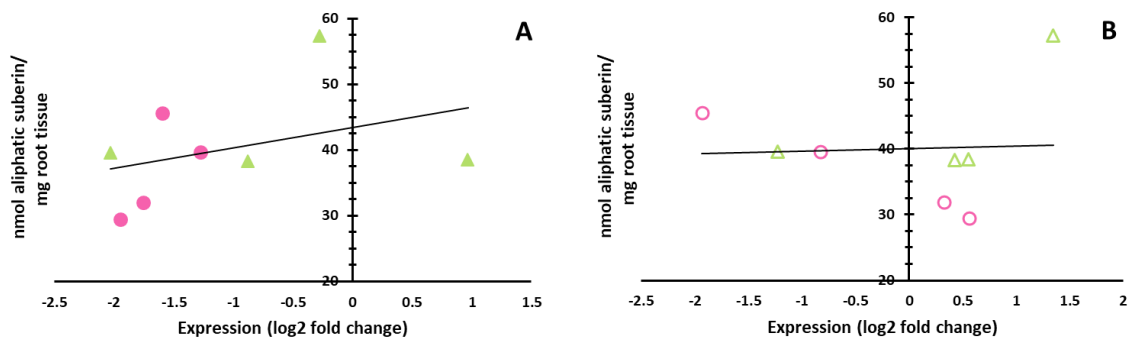 A
nmol aliphatic suberin/
mg root tissue
60
50
40
30
20
-2.5 -2 -1.5 -1 -0.5 0 0.5 1 1.5
Expression (log2 fold change)
B
nmol aliphatic suberin/
mg root tissue
60
50
40
30
20
-2.5 -2 -1.5 -1 -0.5 0 0.5 1 1.5 2
Expression (log2 fold change)